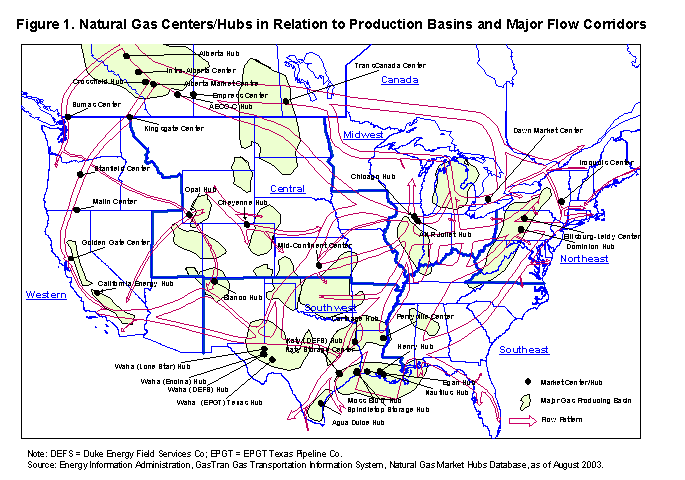 Figure 1. Natural Gas Centers/Hubs in Relation to Production Basins and Major Flow Corridors
Alberta Hub
Intra-Alberta Center
TransCanada Center
Crossfield Hub
Alberta Market Center
Canada
Empress Center
Sumas Center
AECO-C Hub
Kingsgate Center
Midwest
Dawn Market Center
Stanfield Center
Chicago Hub
Iroquois Center
Opal Hub
Central
Malin Center
Cheyenne Hub
ANR Joliet Hub
Ellisburg-Leidy Center
Golden Gate Center
Mid-Continent Center
Dominion Hub
Northeast
California Energy Hub
Western
Blanco Hub
Southwest
Carthage Hub
Perryville Center
Katy (DEFS) Hub
Katy Storage Center
Henry Hub
Southeast
Waha (Lone Star) Hub
Waha (Encina) Hub
Waha (DEFS) Hub
Waha (EPGT) Texas Hub
Egan Hub
Nautilus Hub
Moss Bluff Hub
Spindletop Storage Hub
Agua Dulce Hub
Market Center/Hub
Major Gas Producing Basin
Flow Pattern
Note: DEFS = Duke Energy Field Services Co; EPGT = EPGT Texas Pipeline Co.
Source: Energy Information Administration, GasTran Gas Transportation Information System, Natural Gas Market Hubs Database, as of August 2003.